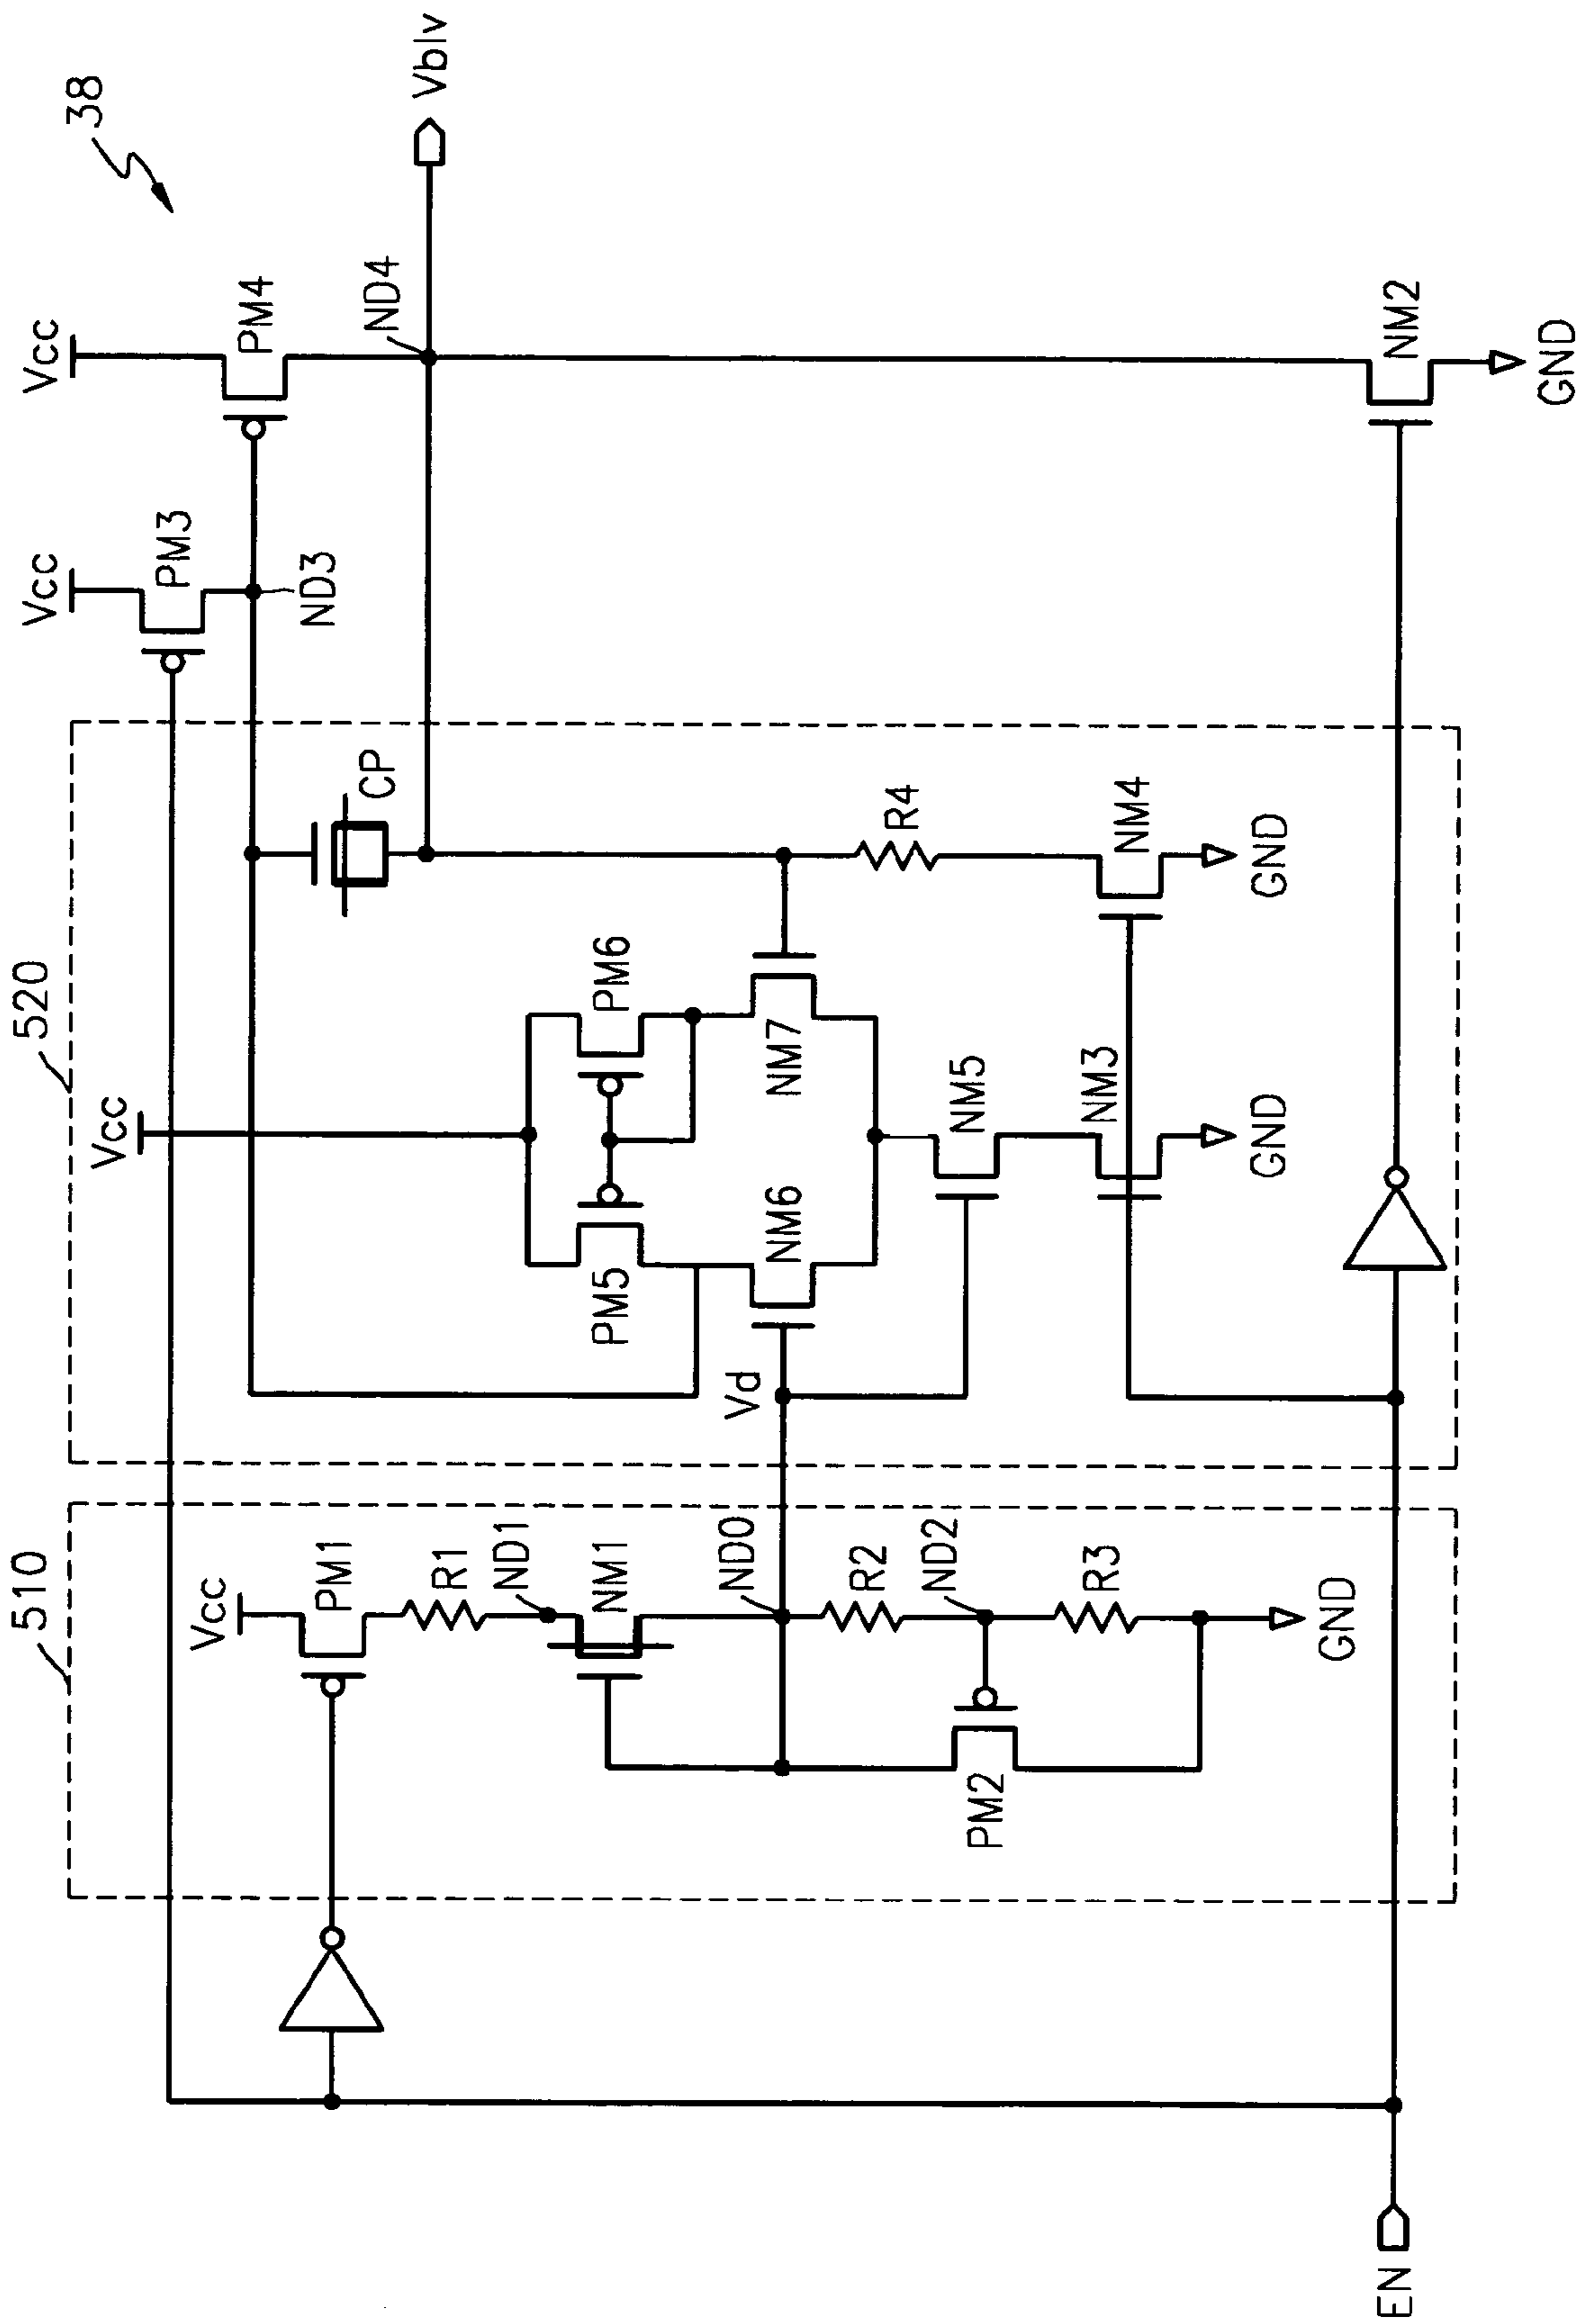 38
Vcc
Vcc
PM4
PM3
ND3
ND4
Vblv
520
Vcc
CP
PM5
PM6
Vd
NM6
NM7
R4
NM5
NM3
NM4
GND
GND
NM2
GND
510
Vcc
PM1
R1
ND1
NM1
ND0
R2
ND2
PM2
R3
GND
EN